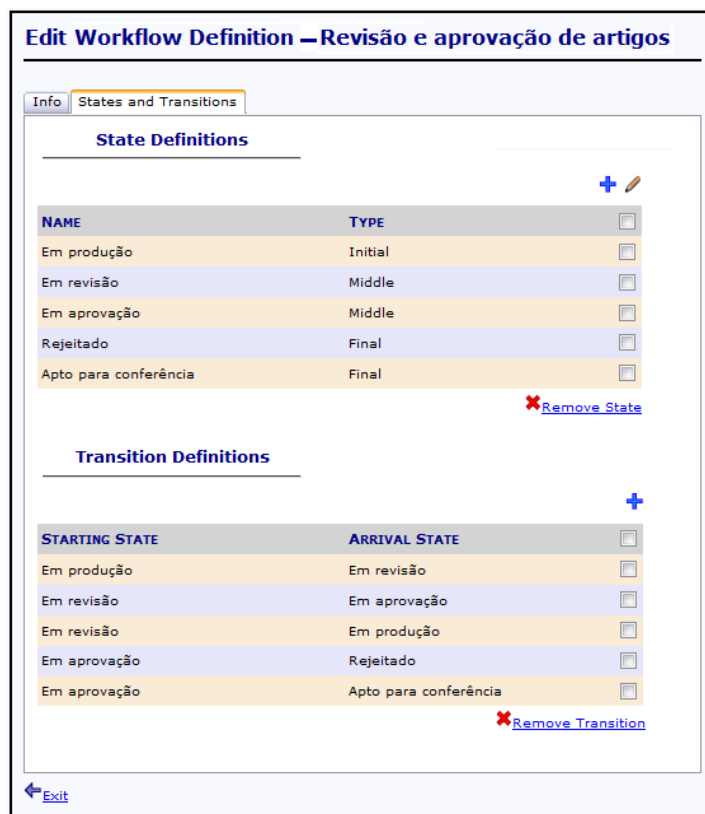 Edit Workflow Definition – Revisão e aprovação de artigos
Info States and Transitions
State Definitions
NAME TYPE
Em produção Initial
Em revisão Middle
Em aprovação Middle
Rejeitado Final
Apto para conferência Final
Remove State
Transition Definitions
STARTING STATE ARRIVAL STATE
Em produção Em revisão
Em revisão Em aprovação
Em revisão Em produção
Em aprovação Rejeitado
Em aprovação Apto para conferência
Remove Transition
Exit